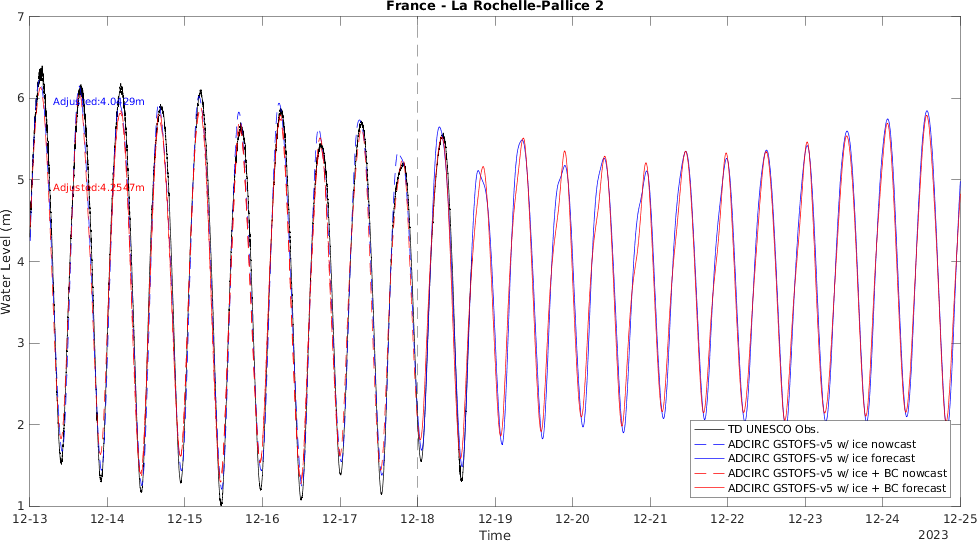 France - La Rochelle-Pallice 2
7
6
5
4
3
2
1
Water Level (m)
Adjusted:4.0429m
Adjusted:4.2547m
TD UNESCO Obs.
ADCIRC GSTOFS-v5 w/ ice nowcast
ADCIRC GSTOFS-v5 w/ ice forecast
ADCIRC GSTOFS-v5 w/ ice + BC nowcast
ADCIRC GSTOFS-v5 w/ ice + BC forecast
12-13 12-14 12-15 12-16 12-17 12-18 12-19 12-20 12-21 12-22 12-23 12-24 12-25
Time
2023